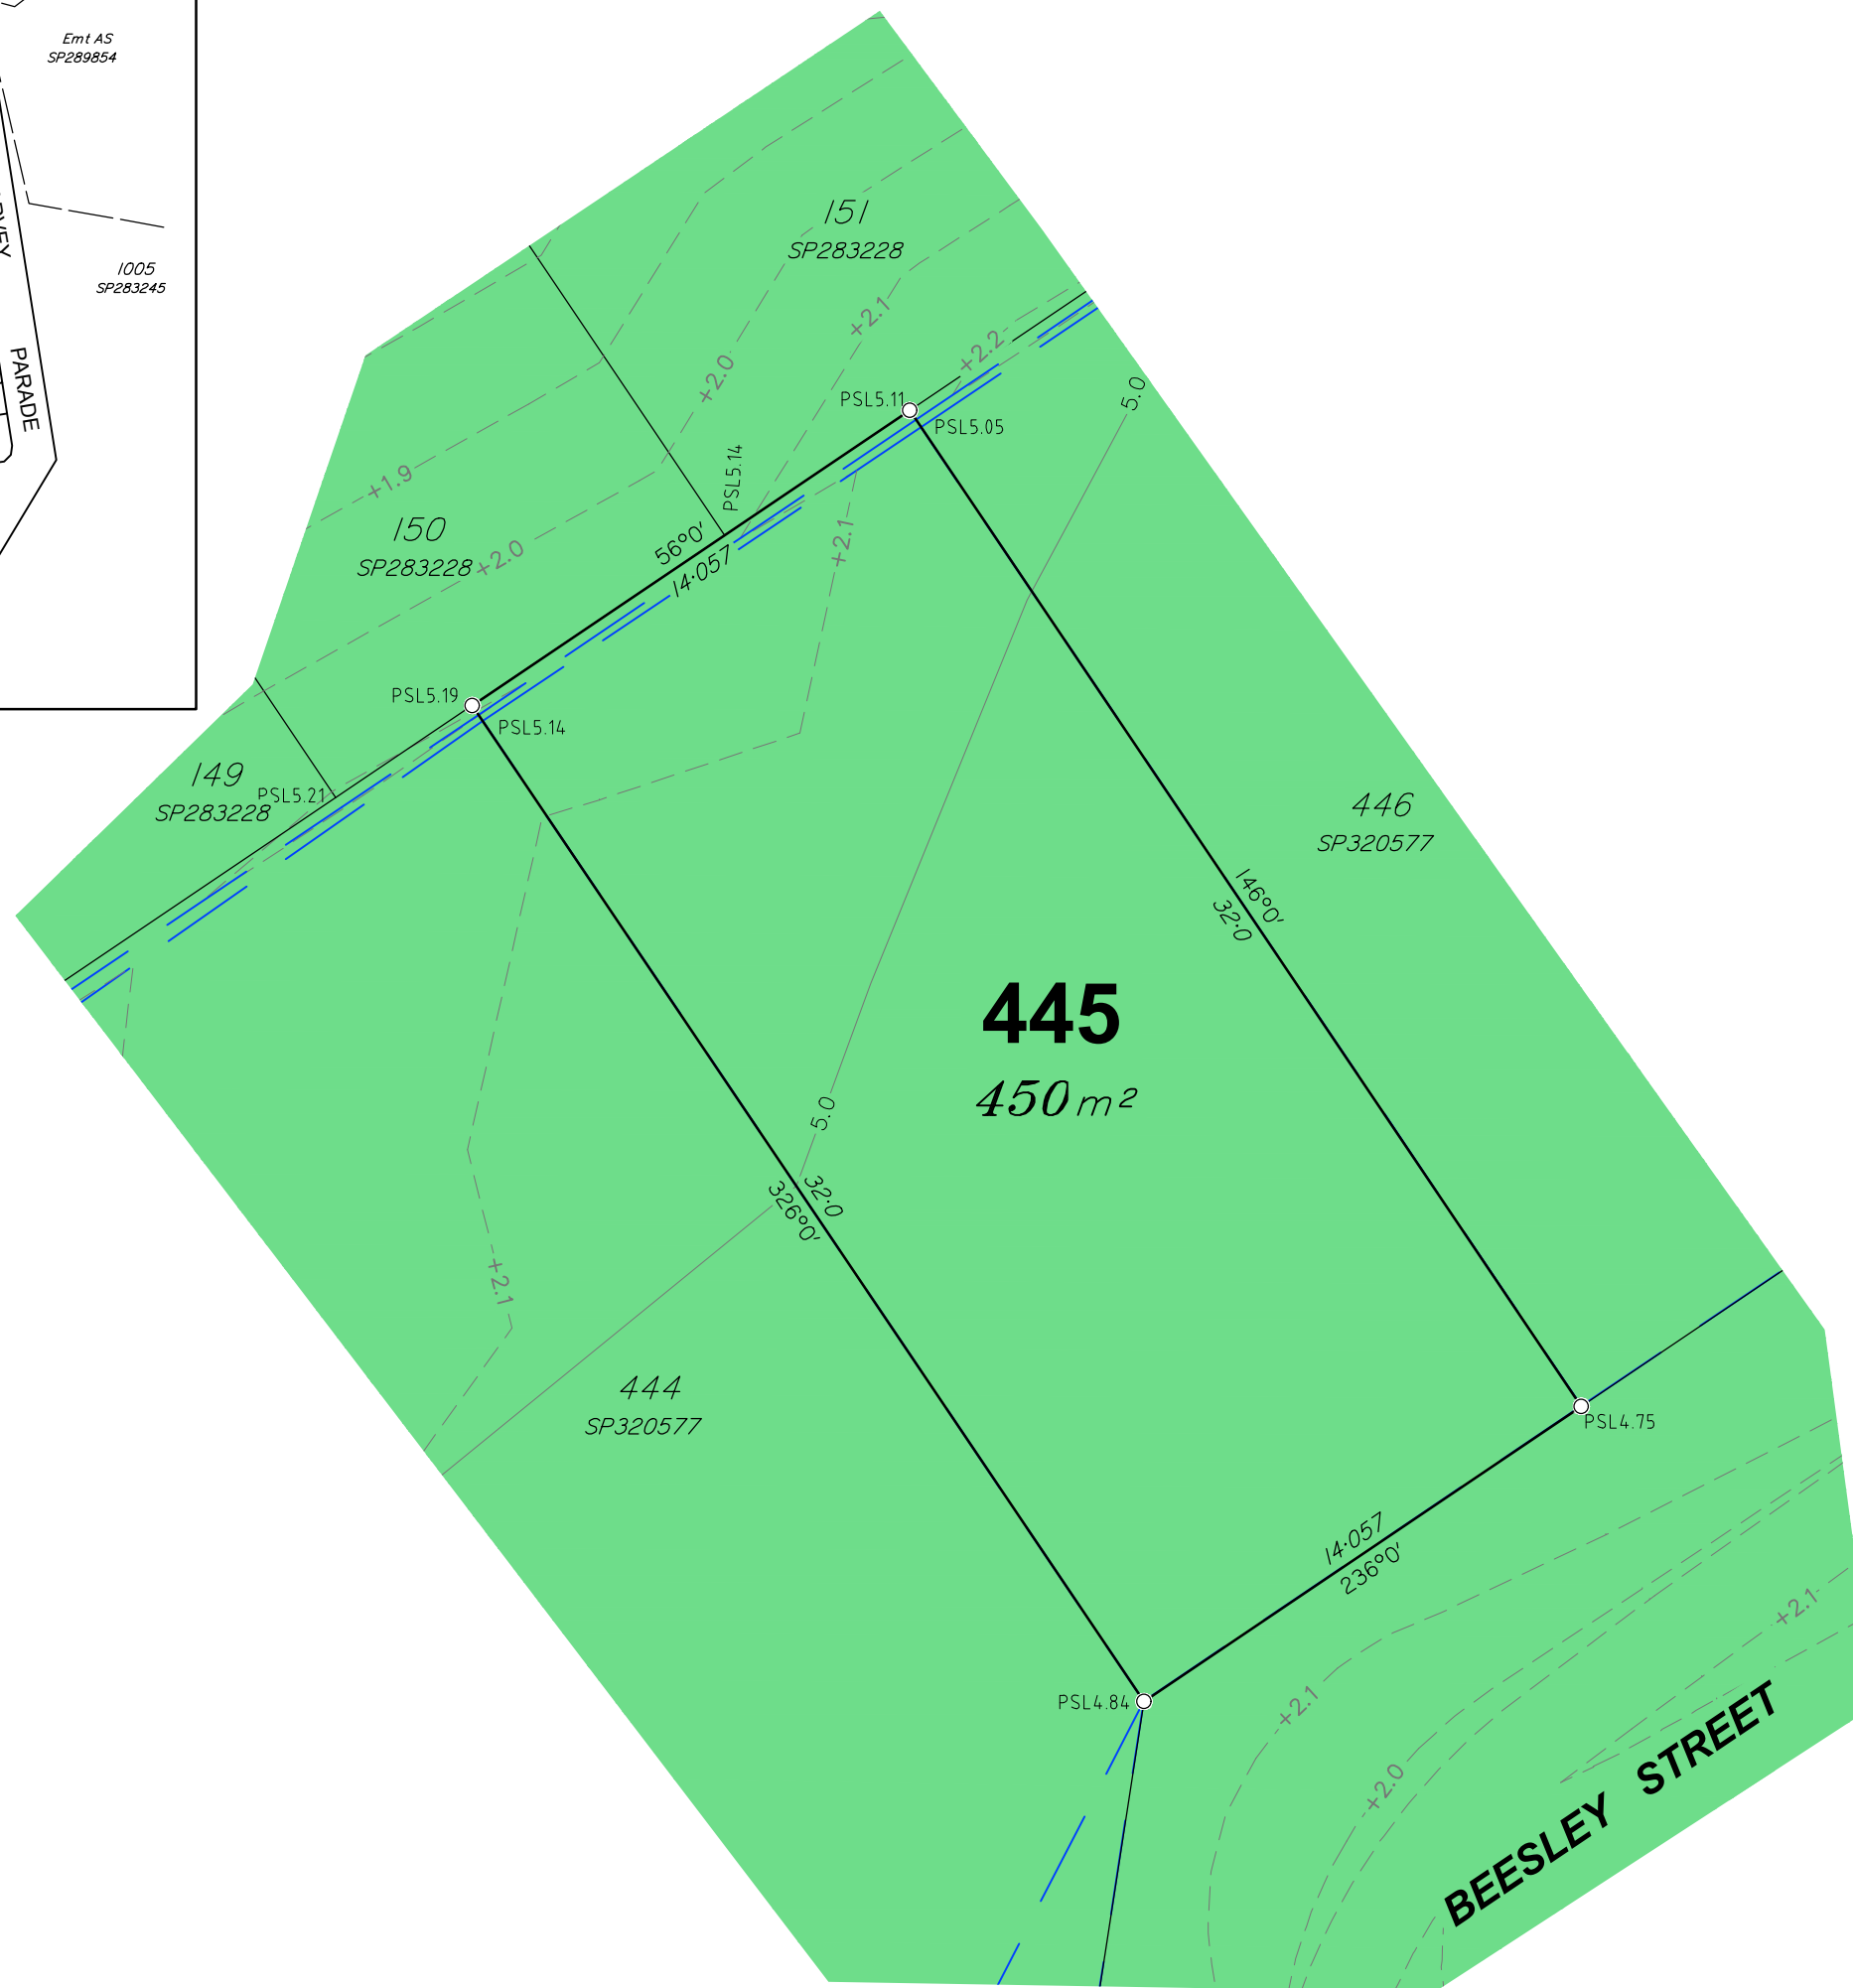 Emt AS
SP289854
1005
SP283245
PARADE
151
SP283228
+2.1
+2.2
+2.0
5.0
PSL5.11
PSL5.05
PSL5.14
+1.9
150
SP283228
+2.0
56°0'
14·057
+2.1
PSL5.19
PSL5.14
149
SP283228
PSL5.21
446
SP320577
146°0'
32·0
445
450m²
5.0
32·0
326°0'
+2.1
444
SP320577
PSL4.75
14·057
236°0'
+2.1
PSL4.84
+2.1
+2.0
BEESLEY STREET